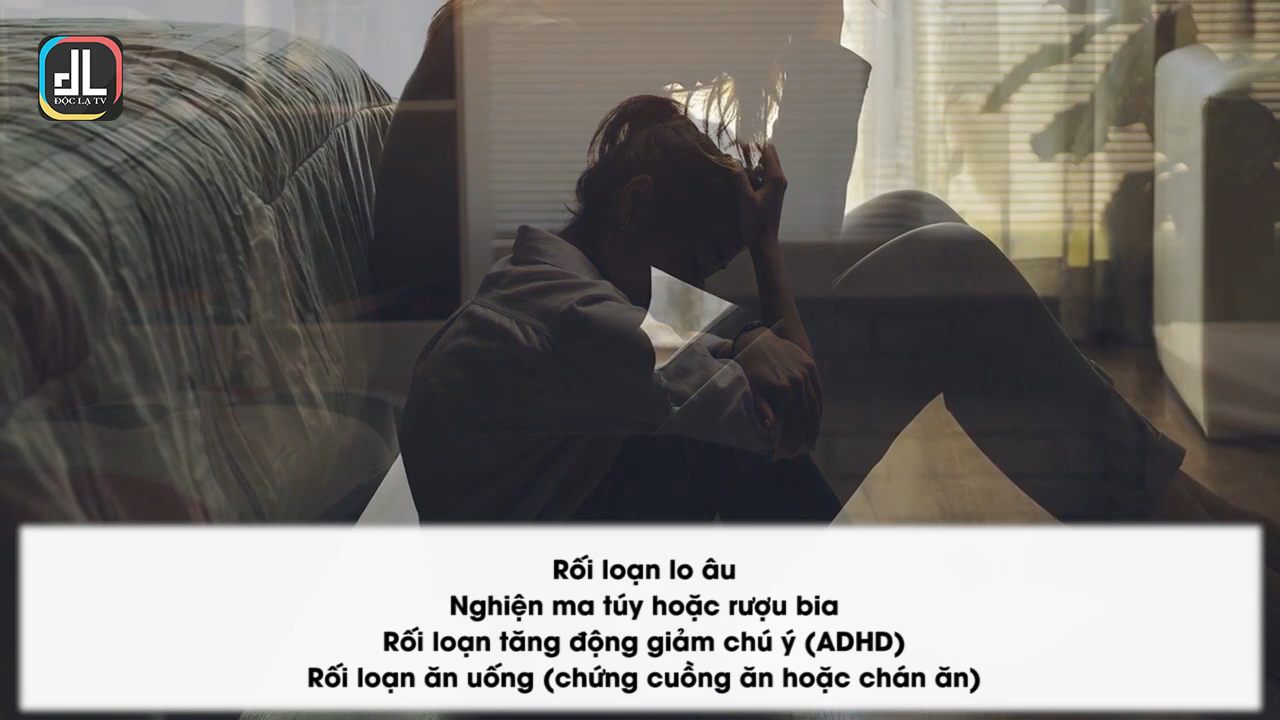 dL
ĐỘC LẠ TV
Rối loạn lo âu
Nghiện ma túy hoặc rượu bia
Rối loạn tăng động giảm chú ý (ADHD)
Rối loạn ăn uống (chứng cuồng ăn hoặc chán ăn)